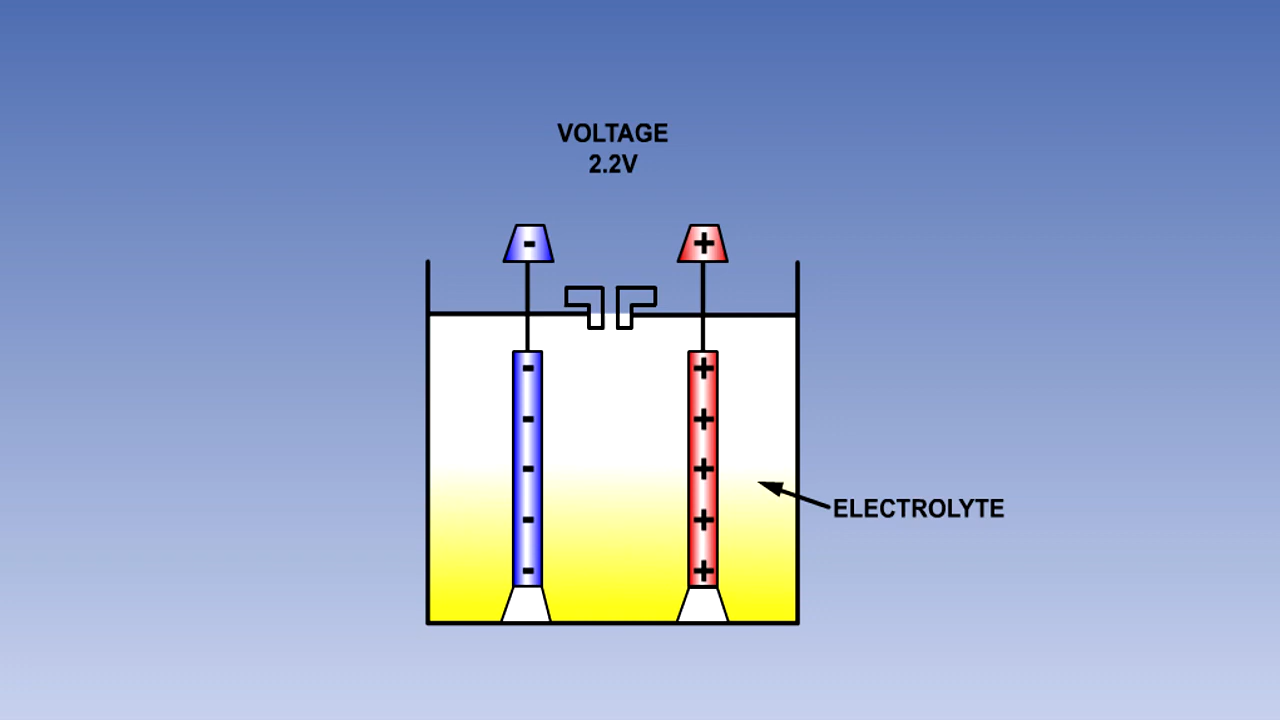 VOLTAGE
2.2V
- +
- +
- +
- +
- +
- +
ELECTROLYTE